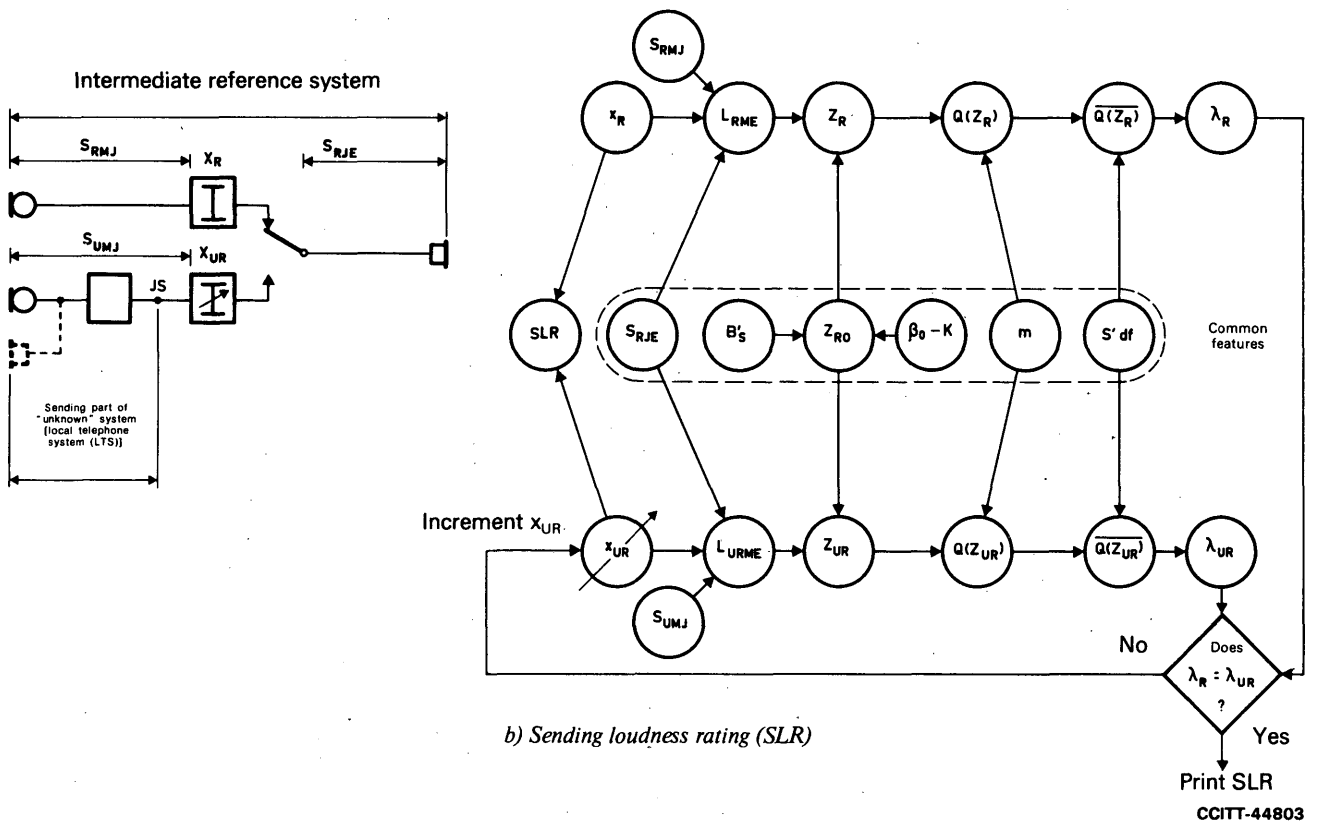 Intermediate reference system
S_RMJ
X_R
S_RJE
S_UMJ
X_UR
JS
Sending part of
"unknown" system
[local telephone
system (LTS)]
S_RMJ
x_R
L_RME
Z_R
Q(Z_R)
\overline{Q(Z_R)}
λ_R
SLR
S_RJE
B'_S
Z_RO
β_0 – K
m
S' df
Common
features
Increment x_UR
x_UR
L_URME
Z_UR
Q(Z_UR)
\overline{Q(Z_UR)}
λ_UR
S_UMJ
No
Does
λ_R = λ_UR
?
Yes
b) Sending loudness rating (SLR)
Print SLR
CCITT-44803